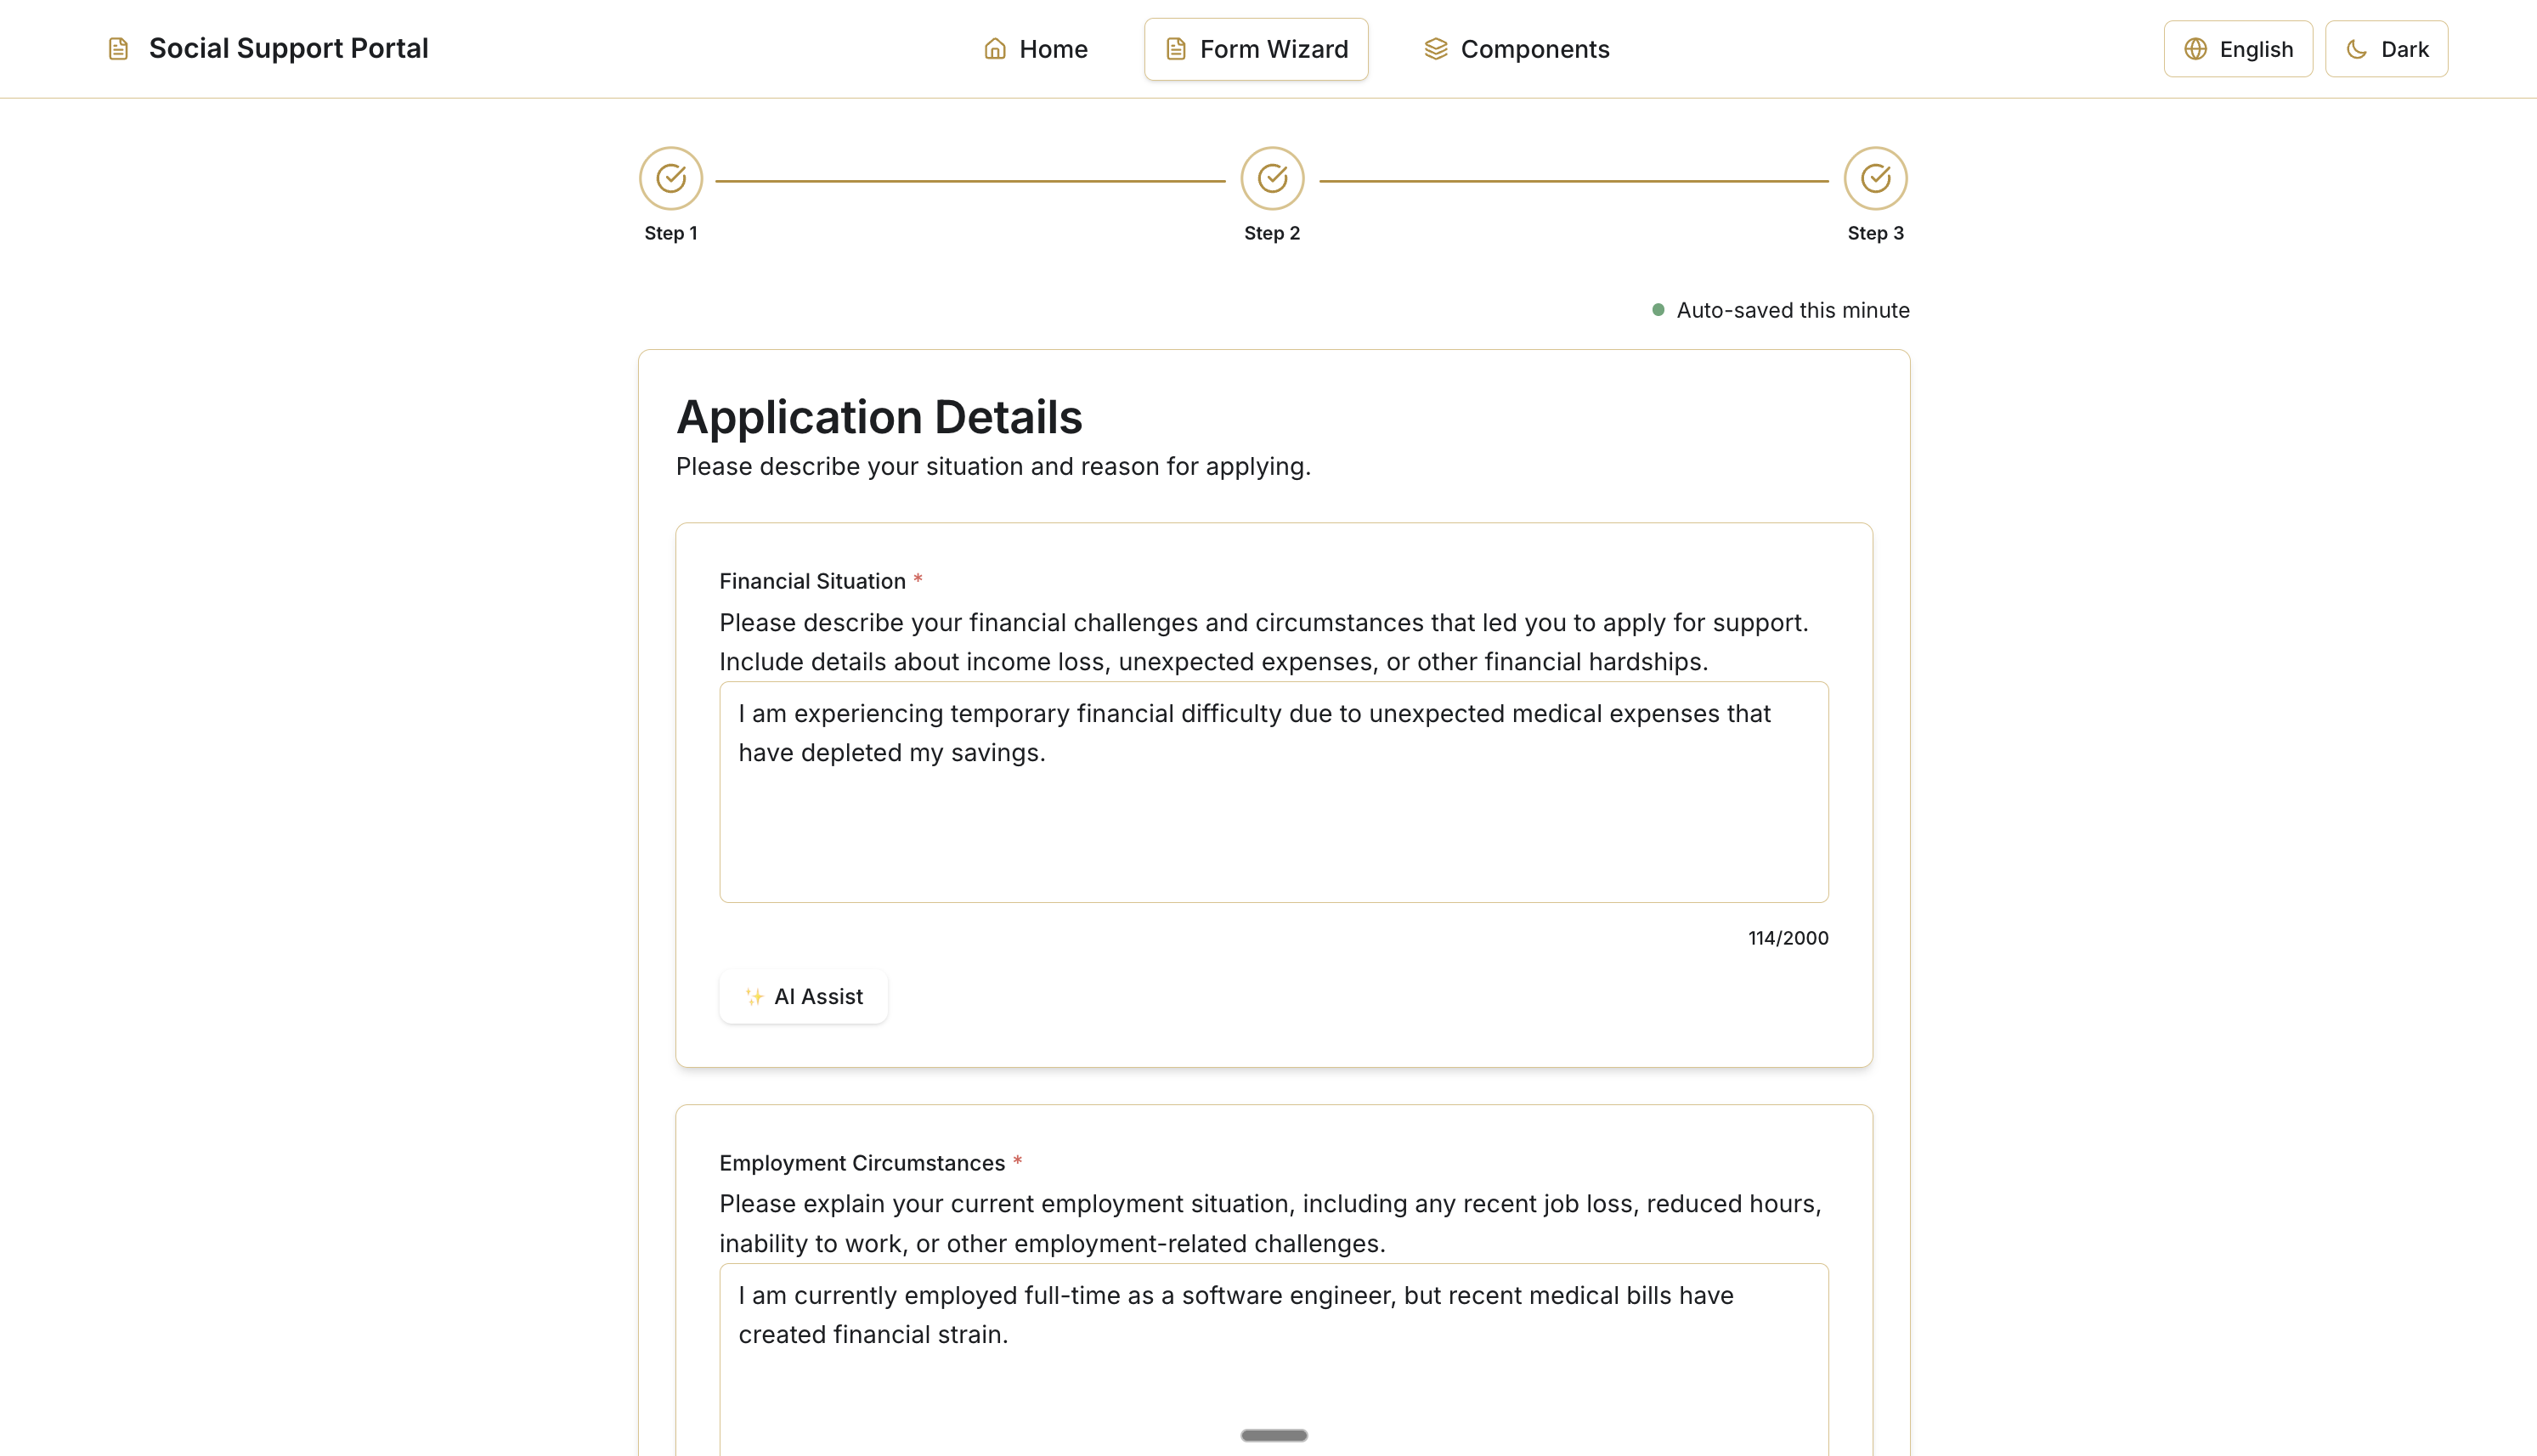 Social Support Portal
Home
Form Wizard
Components
English
Dark
Step 1
Step 2
Step 3
Auto-saved this minute
Application Details
Please describe your situation and reason for applying.
Financial Situation *
Please describe your financial challenges and circumstances that led you to apply for support.
Include details about income loss, unexpected expenses, or other financial hardships.
I am experiencing temporary financial difficulty due to unexpected medical expenses that
have depleted my savings.
114/2000
✨ AI Assist
Employment Circumstances *
Please explain your current employment situation, including any recent job loss, reduced hours,
inability to work, or other employment-related challenges.
I am currently employed full-time as a software engineer, but recent medical bills have
created financial strain.